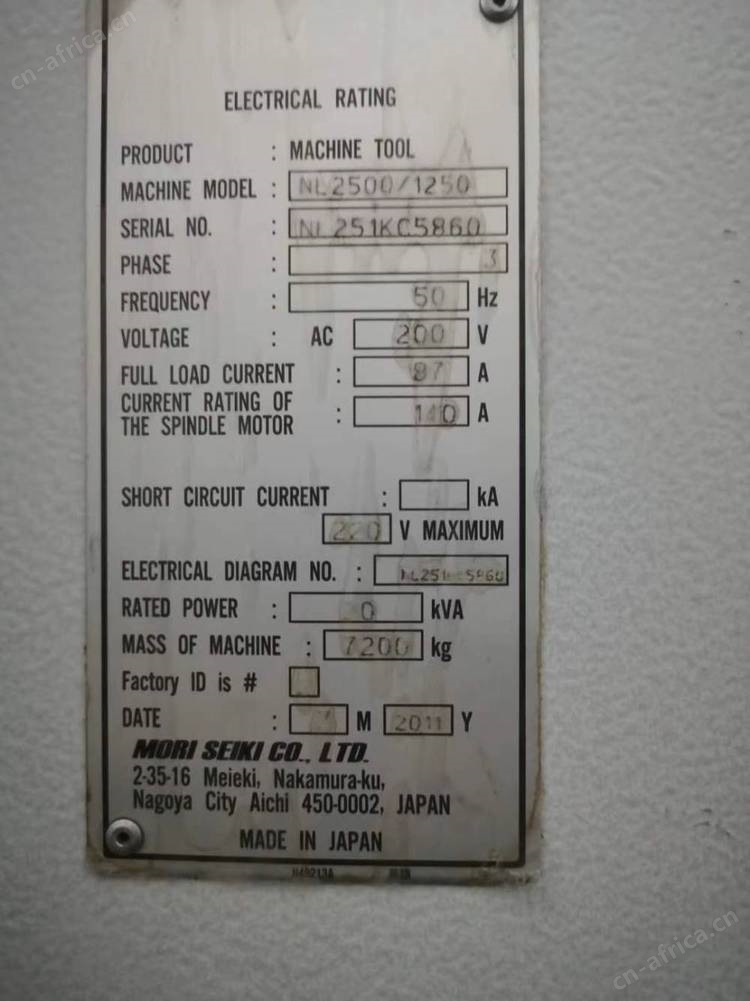 cn-africa.cn
ELECTRICAL RATING
PRODUCT : MACHINE TOOL
MACHINE MODEL : NL2500/1250
SERIAL NO. : NL251KC5860
PHASE : 3
FREQUENCY : 50 Hz
VOLTAGE : AC 200 V
FULL LOAD CURRENT : 87 A
CURRENT RATING OF
THE SPINDLE MOTOR : 140 A
SHORT CIRCUIT CURRENT : kA
220 V MAXIMUM
ELECTRICAL DIAGRAM NO. :
RATED POWER : kVA
MASS OF MACHINE : 7200 kg
Factory ID is #
DATE : M 2011 Y
MORI SEIKI CO., LTD.
2-35-16 Meieki, Nakamura-ku,
Nagoya City Aichi 450-0002, JAPAN
MADE IN JAPAN
cn-africa.cn